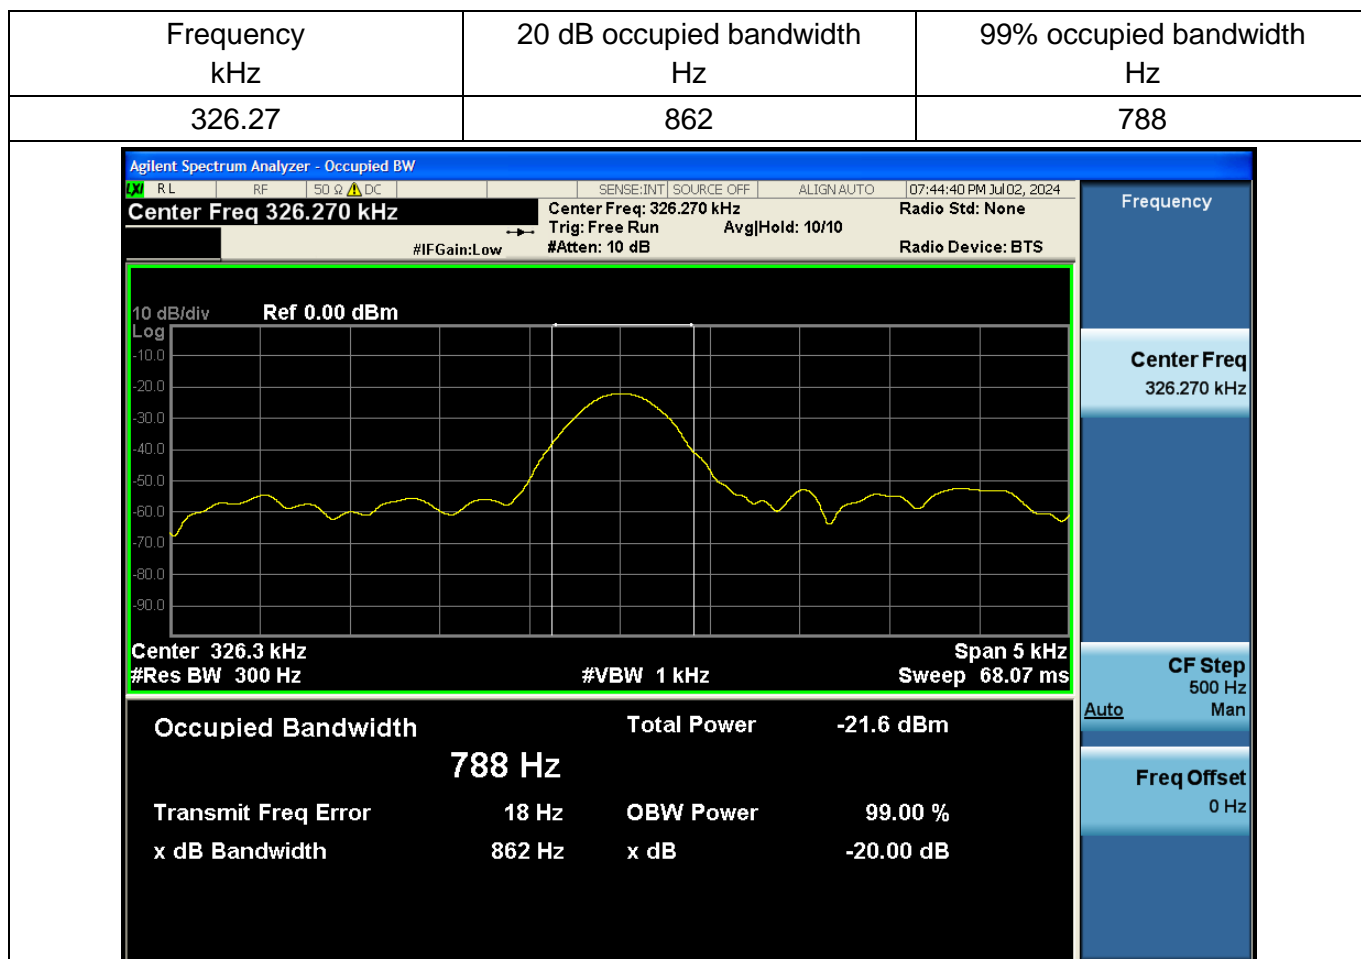 Frequency
kHz
20 dB occupied bandwidth
Hz
99% occupied bandwidth
Hz
326.27
862
788
Agilent Spectrum Analyzer - Occupied BW
LXI RL RF 50 Ω DC SENSE:INT SOURCE OFF ALIGN AUTO 07:44:40 PM Jul 02, 2024
Center Freq 326.270 kHz
Center Freq: 326.270 kHz
Radio Std: None
Trig: Free Run
Avg|Hold: 10/10
#IFGain:Low
#Atten: 10 dB
Radio Device: BTS
10 dB/div
Ref 0.00 dBm
Log
-10.0
-20.0
-30.0
-40.0
-50.0
-60.0
-70.0
-80.0
-90.0
Center 326.3 kHz
Span 5 kHz
#Res BW 300 Hz
#VBW 1 kHz
Sweep 68.07 ms
Occupied Bandwidth
788 Hz
Total Power -21.6 dBm
Transmit Freq Error 18 Hz
OBW Power 99.00 %
x dB Bandwidth 862 Hz
x dB -20.00 dB
Frequency
Center Freq
326.270 kHz
CF Step
500 Hz
Auto Man
Freq Offset
0 Hz